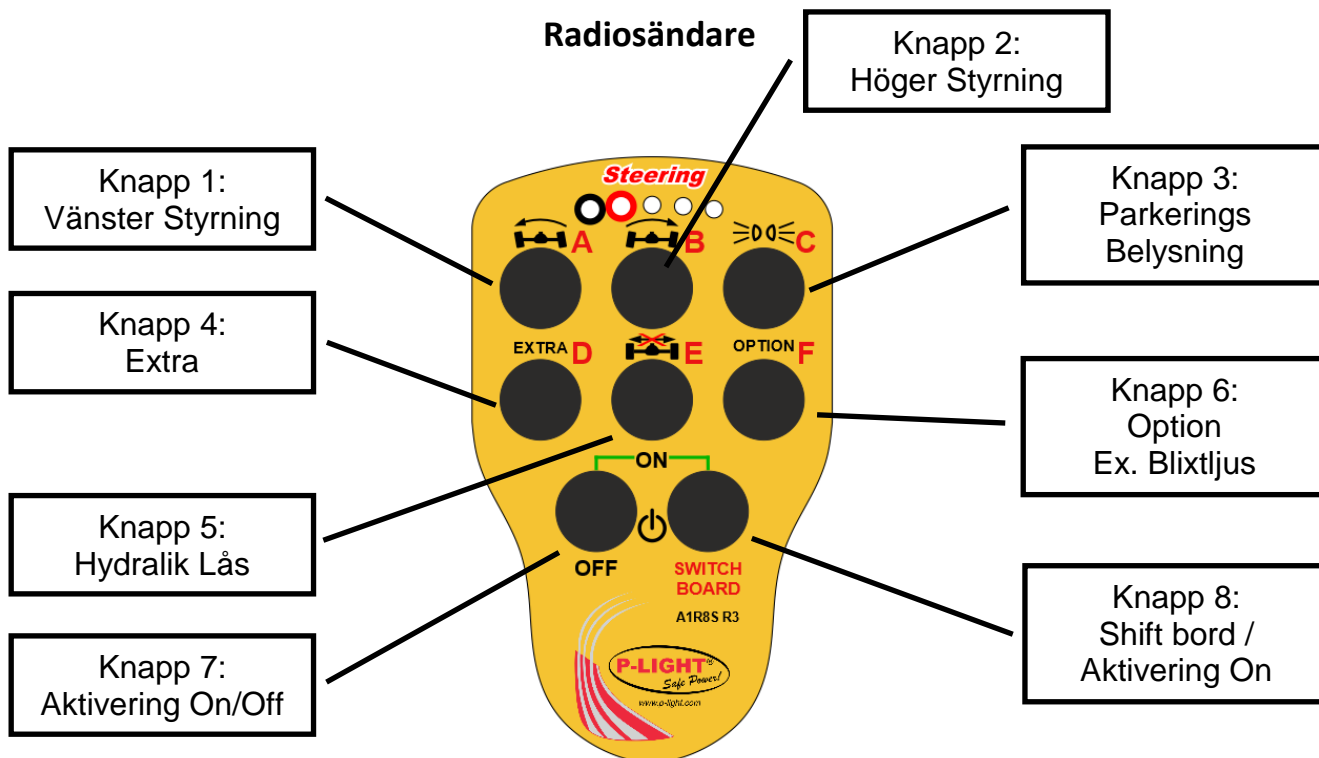 Radiosändare
Knapp 2:
Höger Styrning
Knapp 1:
Vänster Styrning
Knapp 3:
Parkerings
Belysning
Knapp 4:
Extra
Knapp 6:
Option
Ex. Blixtljus
Knapp 5:
Hydralik Lås
Knapp 7:
Aktivering On/Off
Knapp 8:
Shift bord /
Aktivering On
Steering
A B C
EXTRA D E OPTION F
ON
OFF SWITCH
BOARD
A1R8S R3
P-LIGHT®
Safe Power!
www.p-light.com